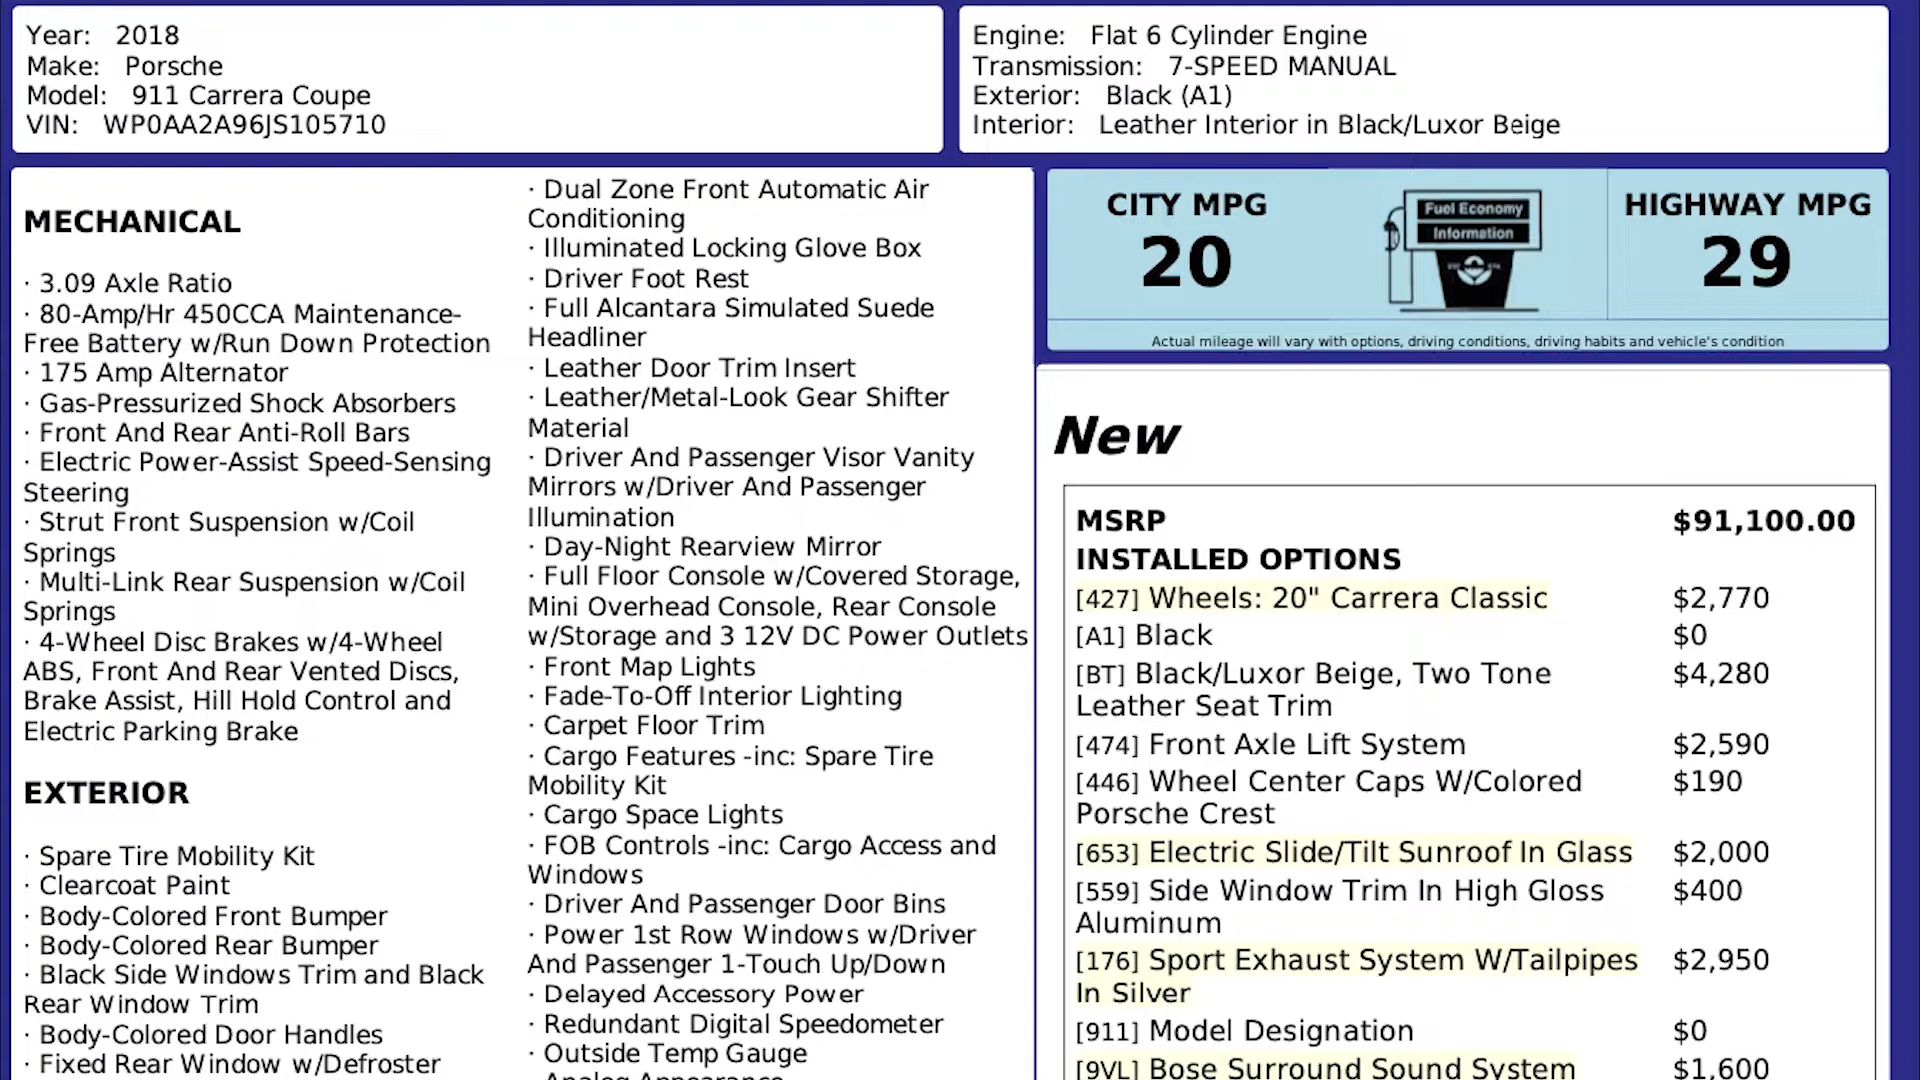 Year: 2018
Make: Porsche
Model: 911 Carrera Coupe
VIN: WP0AA2A96JS105710
Engine: Flat 6 Cylinder Engine
Transmission: 7-SPEED MANUAL
Exterior: Black (A1)
Interior: Leather Interior in Black/Luxor Beige
MECHANICAL
· 3.09 Axle Ratio
· 80-Amp/Hr 450CCA Maintenance-
Free Battery w/Run Down Protection
· 175 Amp Alternator
· Gas-Pressurized Shock Absorbers
· Front And Rear Anti-Roll Bars
· Electric Power-Assist Speed-Sensing
Steering
· Strut Front Suspension w/Coil
Springs
· Multi-Link Rear Suspension w/Coil
Springs
· 4-Wheel Disc Brakes w/4-Wheel
ABS, Front And Rear Vented Discs,
Brake Assist, Hill Hold Control and
Electric Parking Brake
EXTERIOR
· Spare Tire Mobility Kit
· Clearcoat Paint
· Body-Colored Front Bumper
· Body-Colored Rear Bumper
· Black Side Windows Trim and Black
Rear Window Trim
· Body-Colored Door Handles
· Fixed Rear Window w/Defroster
· Dual Zone Front Automatic Air
Conditioning
· Illuminated Locking Glove Box
· Driver Foot Rest
· Full Alcantara Simulated Suede
Headliner
· Leather Door Trim Insert
· Leather/Metal-Look Gear Shifter
Material
· Driver And Passenger Visor Vanity
Mirrors w/Driver And Passenger
Illumination
· Day-Night Rearview Mirror
· Full Floor Console w/Covered Storage,
Mini Overhead Console, Rear Console
w/Storage and 3 12V DC Power Outlets
· Front Map Lights
· Fade-To-Off Interior Lighting
· Carpet Floor Trim
· Cargo Features -inc: Spare Tire
Mobility Kit
· Cargo Space Lights
· FOB Controls -inc: Cargo Access and
Windows
· Driver And Passenger Door Bins
· Power 1st Row Windows w/Driver
And Passenger 1-Touch Up/Down
· Delayed Accessory Power
· Redundant Digital Speedometer
· Outside Temp Gauge
· Analog Appearance
CITY MPG
20
Fuel Economy
Information
HIGHWAY MPG
29
Actual mileage will vary with options, driving conditions, driving habits and vehicle's condition
New
MSRP $91,100.00
INSTALLED OPTIONS
[427] Wheels: 20" Carrera Classic $2,770
[A1] Black $0
[BT] Black/Luxor Beige, Two Tone $4,280
Leather Seat Trim
[474] Front Axle Lift System $2,590
[446] Wheel Center Caps W/Colored $190
Porsche Crest
[653] Electric Slide/Tilt Sunroof In Glass $2,000
[559] Side Window Trim In High Gloss $400
Aluminum
[176] Sport Exhaust System W/Tailpipes $2,950
In Silver
[911] Model Designation $0
[9VL] Bose Surround Sound System $1,600